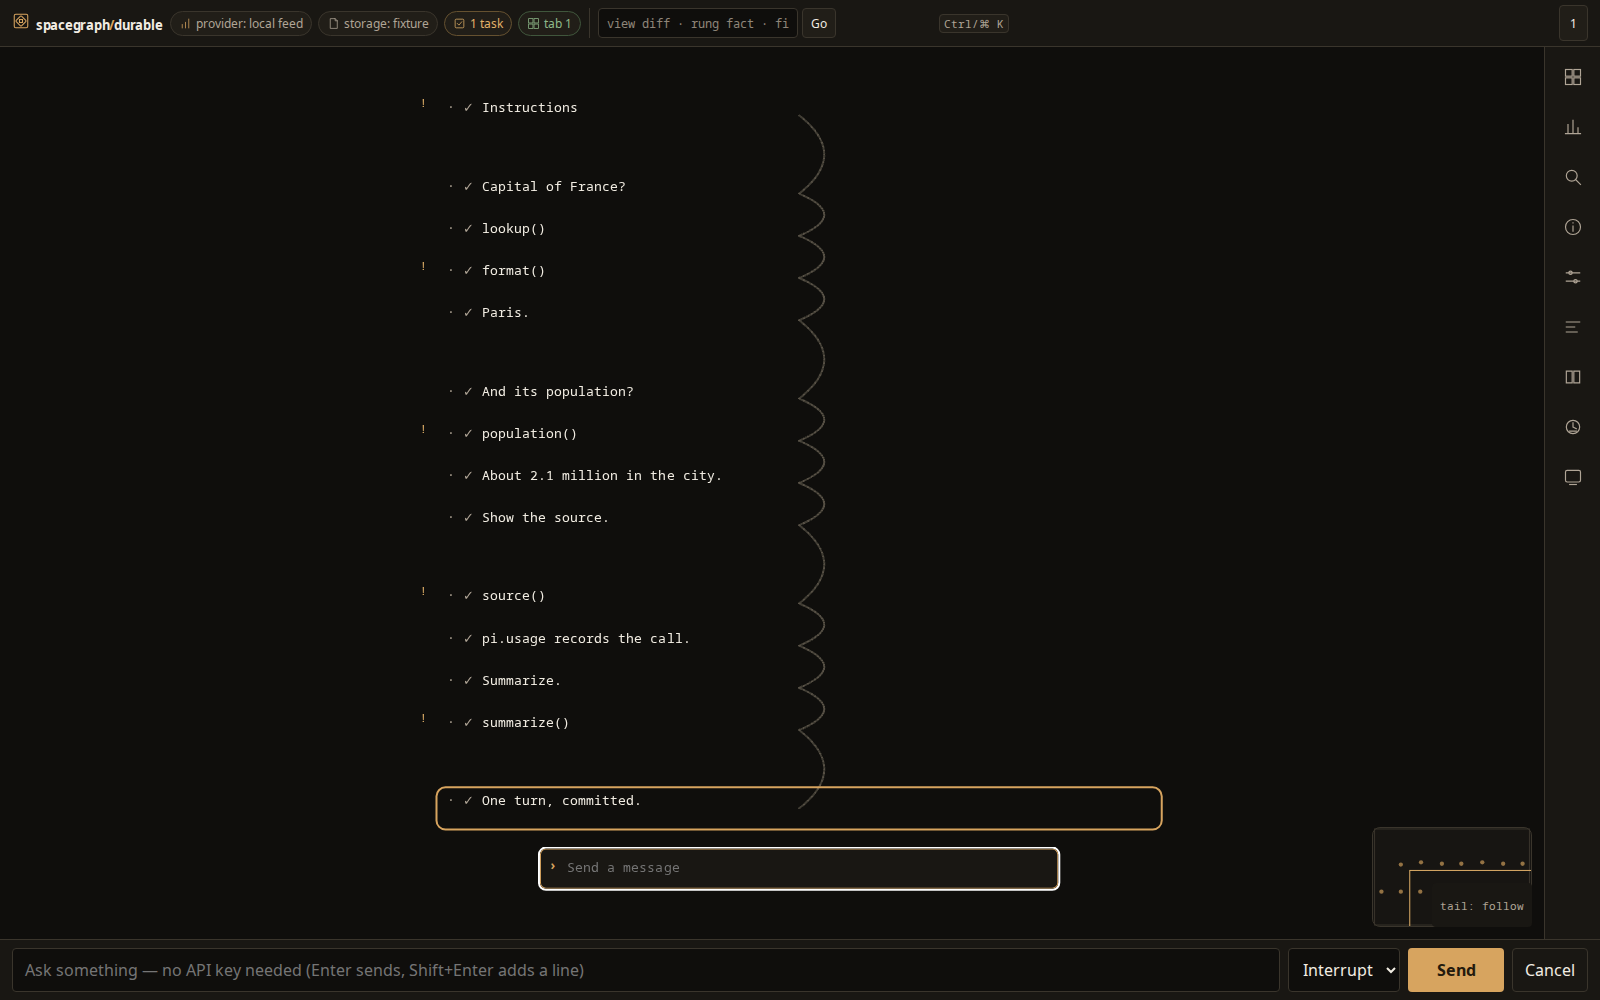 spacegraph/durable provider: local feed storage: fixture 1 task tab 1 view diff · rung fact · fi Go Ctrl/⌘ K 1
! · ✓ Instructions
· ✓ Capital of France?
· ✓ lookup()
! · ✓ format()
· ✓ Paris.
· ✓ And its population?
! · ✓ population()
· ✓ About 2.1 million in the city.
· ✓ Show the source.
! · ✓ source()
· ✓ pi.usage records the call.
· ✓ Summarize.
! · ✓ summarize()
· ✓ One turn, committed.
› Send a message
tail: follow
Ask something — no API key needed (Enter sends, Shift+Enter adds a line) Interrupt Send Cancel